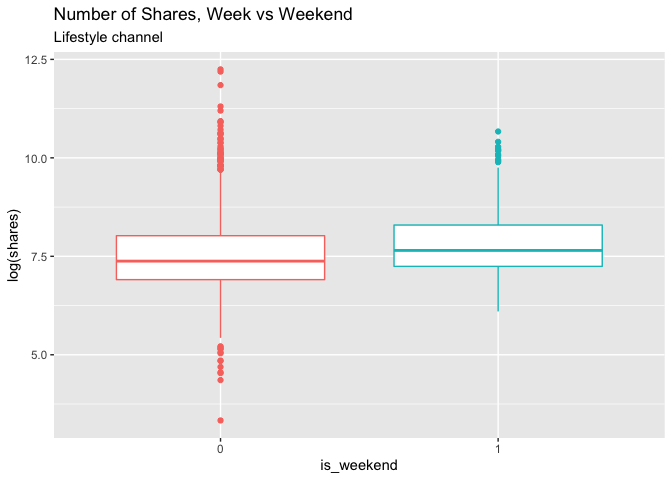 Number of Shares, Week vs Weekend
Lifestyle channel
12.5
10.0
7.5
5.0
log(shares)
0 1
is_weekend